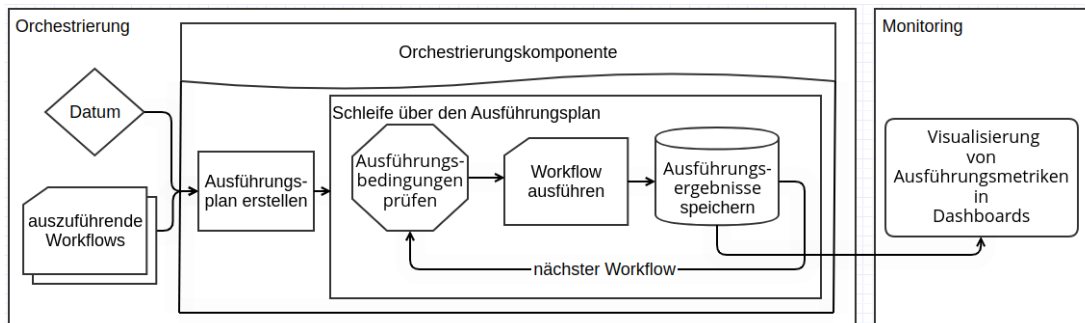 Orchestrierung
Orchestrierungskomponente
Datum
auszuführende
Workflows
Ausführungs-
plan erstellen
Schleife über den Ausführungsplan
Ausführungs-
bedingungen
prüfen
Workflow
ausführen
Ausführungs-
ergebnisse
speichern
nächster Workflow
Monitoring
Visualisierung
von
Ausführungsmetriken
in
Dashboards